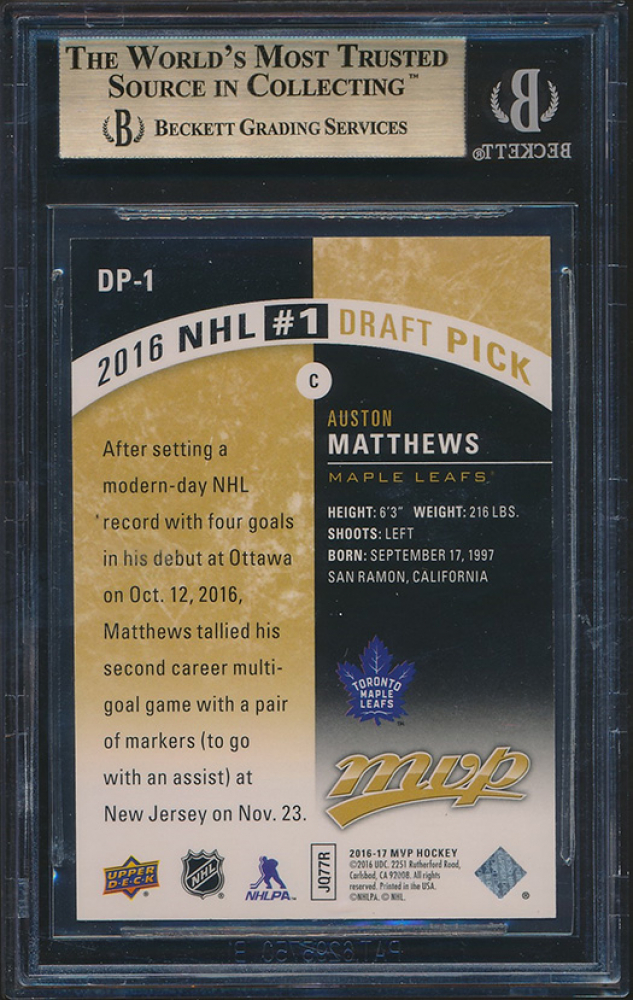 THE WORLD'S MOST TRUSTED
SOURCE IN COLLECTING™
B BECKETT GRADING SERVICES
B
BECKETT®
DP-1
2016 NHL #1 DRAFT PICK
C
AUSTON
MATTHEWS
MAPLE LEAFS
HEIGHT: 6'3" WEIGHT: 216 LBS.
SHOOTS: LEFT
BORN: SEPTEMBER 17, 1997
SAN RAMON, CALIFORNIA
After setting a
modern-day NHL
record with four goals
in his debut at Ottawa
on Oct. 12, 2016,
Matthews tallied his
second career multi-
goal game with a pair
of markers (to go
with an assist) at
New Jersey on Nov. 23.
TORONTO
MAPLE
LEAFS
mvp
UPPER
D·E·C·K
NHL
NHLPA
JQ77R
2016-17 MVP HOCKEY
©2016 UDC. 2251 Rutherford Road,
Carlsbad, CA 92008. All rights
reserved. Printed in the USA.
©NHLPA. © NHL.
®